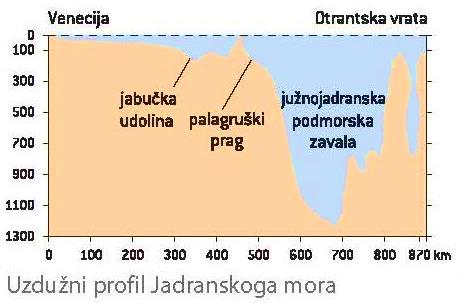 Venecija Otrantska vrata
0
100
300
500
700
900
1100
1300
jabučka
udolina
palagruški
prag
južnojadranska
podmorska
zavala
0 100 200 300 400 500 600 700 800 870 km
Uzdužni profil Jadranskoga mora